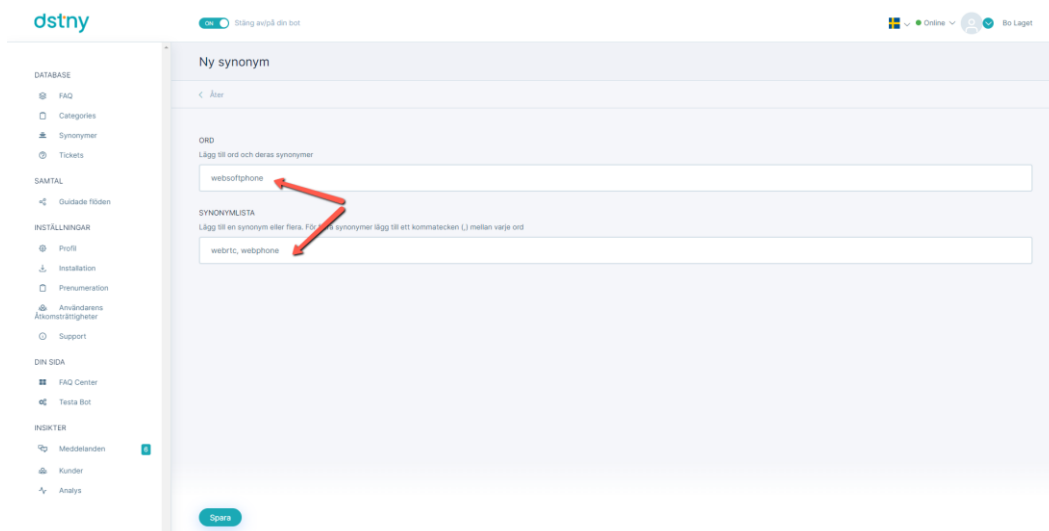 dstny
ON Stäng av/på din bot
Online
Bo Laget
DATABASE
FAQ
Categories
Synonymer
Tickets
SAMTAL
Guidade flöden
INSTÄLLNINGAR
Profil
Installation
Prenumeration
Användarens
Åtkomsträttigheter
Support
DIN SIDA
FAQ Center
Testa Bot
INSIKTER
Meddelanden 6
Kunder
Analys
Ny synonym
Åter
ORD
Lägg till ord och deras synonymer
websoftphone
SYNONYMLISTA
Lägg till en synonym eller flera. För synonymer lägg till ett kommatecken (,) mellan varje ord
webrtc, webphone
Spara